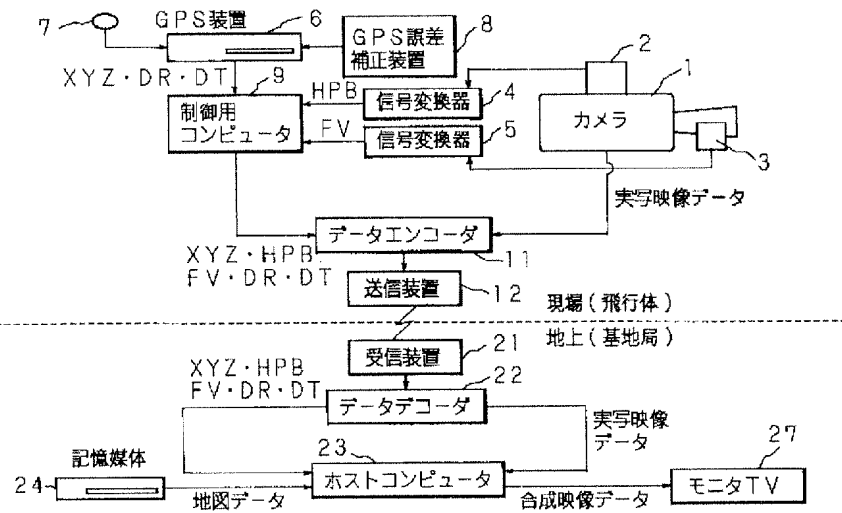 7
GPS装置
6
GPS誤差
補正装置
8
2
1
XYZ・DR・DT
9
HPB
信号変換器
4
制御用
コンピュータ
カメラ
FV
信号変換器
5
3
実写映像データ
データエンコーダ
XYZ・HPB
FV・DR・DT
11
送信装置
12
現場(飛行体)
地上(基地局)
受信装置
21
XYZ・HPB
FV・DR・DT
22
データデコーダ
実写映像
データ
記憶媒体
23
27
24
ホストコンピュータ
モニタTV
地図データ
合成映像データ